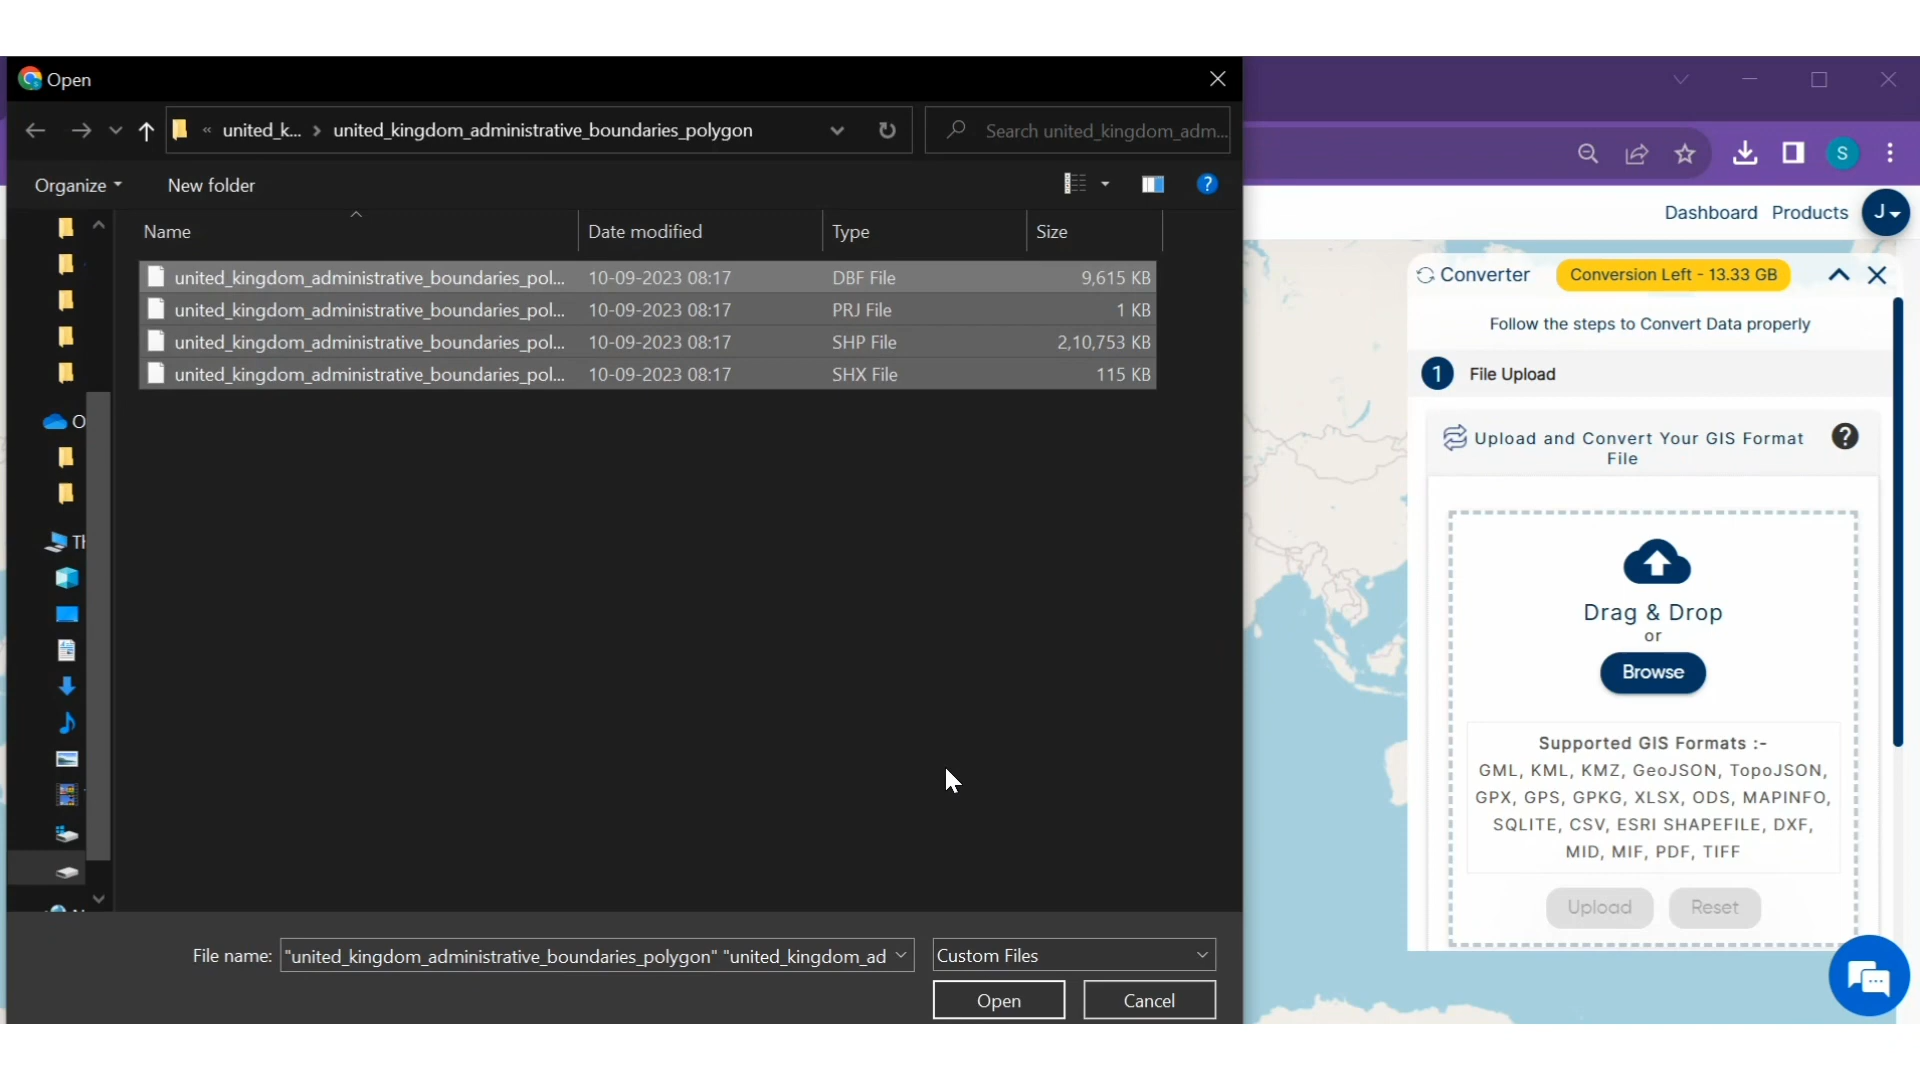 Open
united_k...
united_kingdom_administrative_boundaries_polygon
Search united_kingdom_adm...
Organize
New folder
Name
Date modified
Type
Size
united_kingdom_administrative_boundaries_pol... 10-09-2023 08:17 DBF File 9,615 KB
united_kingdom_administrative_boundaries_pol... 10-09-2023 08:17 PRJ File 1 KB
united_kingdom_administrative_boundaries_pol... 10-09-2023 08:17 SHP File 2,10,753 KB
united_kingdom_administrative_boundaries_pol... 10-09-2023 08:17 SHX File 115 KB
O
Th
File name: "united_kingdom_administrative_boundaries_polygon" "united_kingdom_ad
Custom Files
Open
Cancel
S
Dashboard
Products
J
Converter
Conversion Left - 13.33 GB
Follow the steps to Convert Data properly
1 File Upload
Upload and Convert Your GIS Format
File
?
Drag & Drop
or
Browse
Supported GIS Formats :-
GML, KML, KMZ, GeoJSON, TopoJSON,
GPX, GPS, GPKG, XLSX, ODS, MAPINFO,
SQLITE, CSV, ESRI SHAPEFILE, DXF,
MID, MIF, PDF, TIFF
Upload
Reset